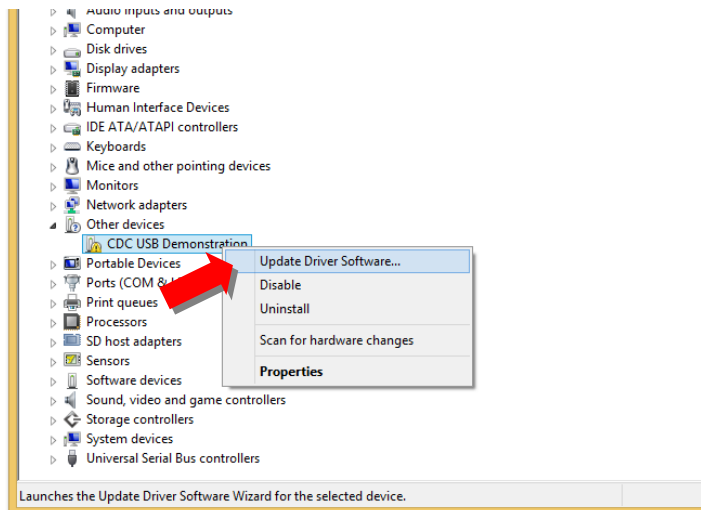 Audio inputs and outputs
Computer
Disk drives
Display adapters
Firmware
Human Interface Devices
IDE ATA/ATAPI controllers
Keyboards
Mice and other pointing devices
Monitors
Network adapters
Other devices
CDC USB Demonstration
Portable Devices
Ports (COM &
Print queues
Processors
SD host adapters
Sensors
Software devices
Sound, video and game controllers
Storage controllers
System devices
Universal Serial Bus controllers
Update Driver Software...
Disable
Uninstall
Scan for hardware changes
Properties
Launches the Update Driver Software Wizard for the selected device.